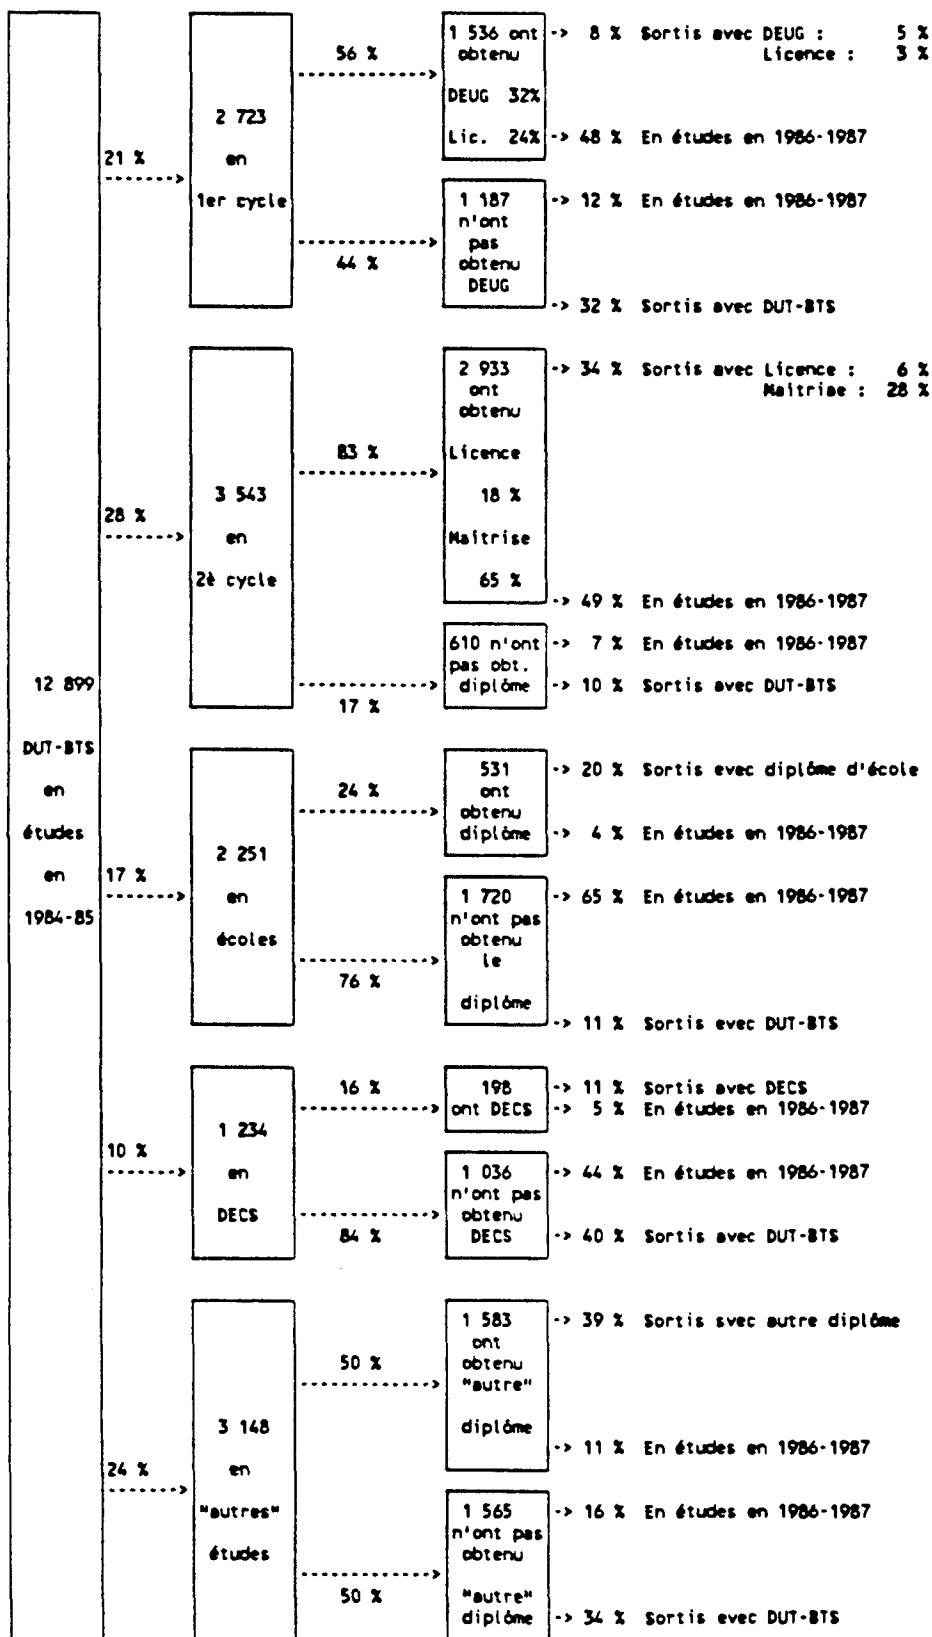 12 899
DUT-BTS
en
études
en
1984-85
21 %
2 723
en
1er cycle
56 %
1 536 ont
obtenu
DEUG 32%
Lic. 24%
-> 8 % Sortis avec DEUG : 5 %
Licence : 3 %
-> 48 % En études en 1986-1987
44 %
1 187
n'ont
pas
obtenu
DEUG
-> 12 % En études en 1986-1987
-> 32 % Sortis avec DUT-BTS
28 %
3 543
en
2è cycle
83 %
2 933
ont
obtenu
Licence
18 %
Maîtrise
65 %
-> 34 % Sortis avec Licence : 6 %
Maitrise : 28 %
-> 49 % En études en 1986-1987
17 %
610 n'ont
pas obt.
diplôme
-> 7 % En études en 1986-1987
-> 10 % Sortis avec DUT-BTS
17 %
2 251
en
écoles
24 %
531
ont
obtenu
diplôme
-> 20 % Sortis evec diplôme d'école
-> 4 % En études en 1986-1987
76 %
1 720
n'ont pas
obtenu
le
diplôme
-> 65 % En études en 1986-1987
-> 11 % Sortis evec DUT-BTS
10 %
1 234
en
DECS
16 %
198
ont DECS
-> 11 % Sortis avec DECS
-> 5 % En études en 1986-1987
84 %
1 036
n'ont pas
obtenu
DECS
-> 44 % En études en 1986-1987
-> 40 % Sortis avec DUT-BTS
24 %
3 148
en
"autres"
études
50 %
1 583
ont
obtenu
"autre"
diplôme
-> 39 % Sortis svec autre diplôme
-> 11 % En études en 1986-1987
50 %
1 565
n'ont pas
obtenu
"autre"
diplôme
-> 16 % En études en 1986-1987
-> 34 % Sortis evec DUT-BTS